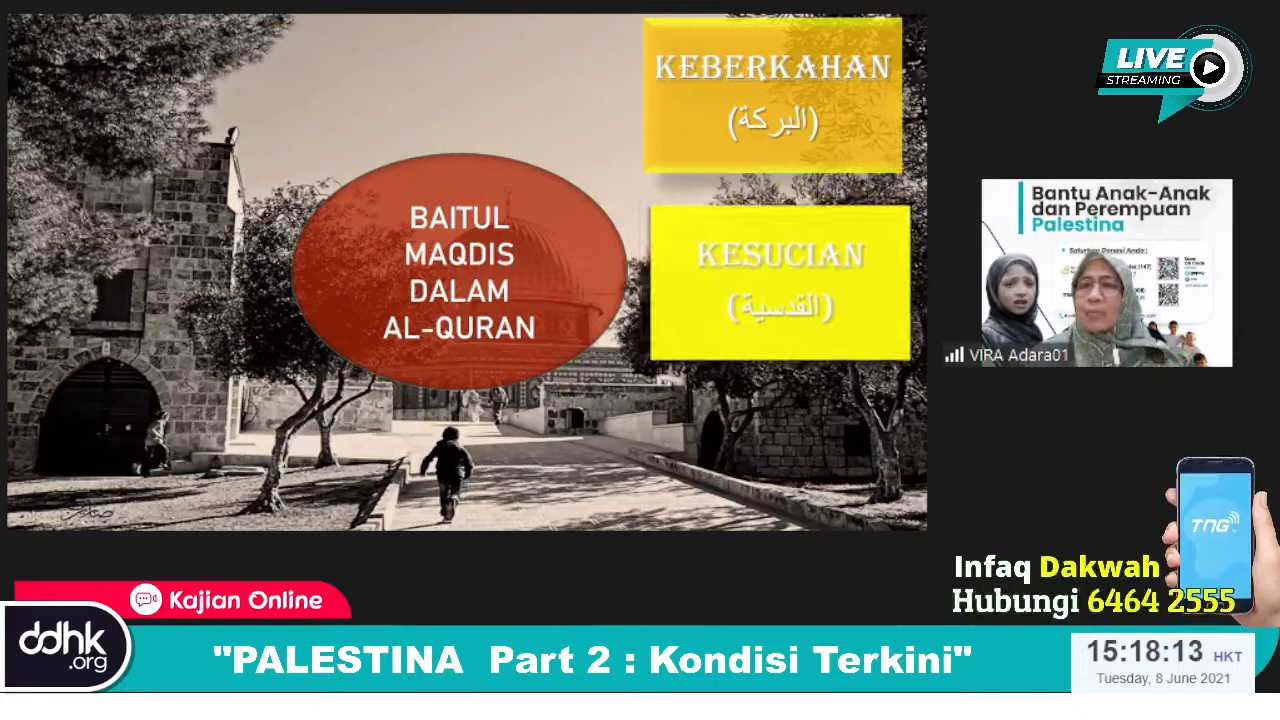 KEBERKAHAN
(البركة)
BAITUL
MAQDIS
DALAM
AL-QURAN
KESUCIAN
(القدسية)
LIVE
STREAMING
Bantu Anak-Anak
dan Perempuan
Palestina
VIRA Adara01
TNG
Infaq Dakwah
Hubungi 6464 2555
Kajian Online
ddhk
.org
"PALESTINA Part 2 : Kondisi Terkini"
15:18:13 HKT
Tuesday, 8 June 2021